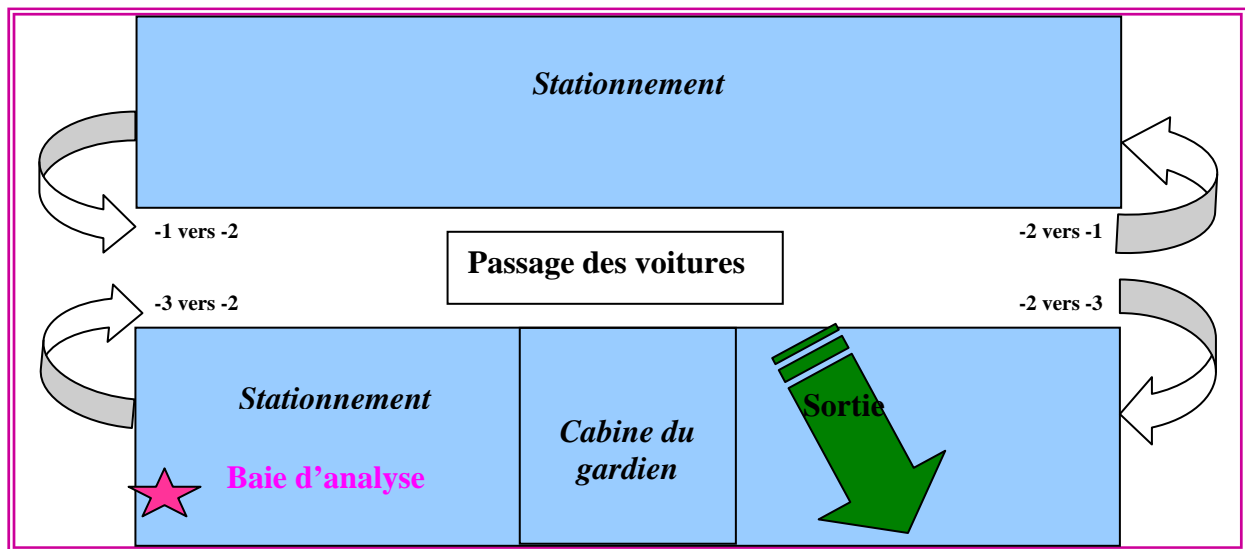 Stationnement
-1 vers -2
-2 vers -1
Passage des voitures
-3 vers -2
-2 vers -3
Stationnement
Sortie
Cabine du
gardien
Baie d’analyse